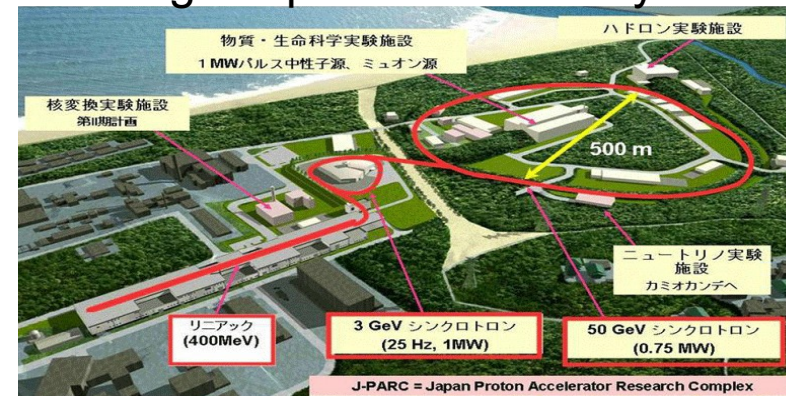 ハドロン実験施設
物質・生命科学実験施設
1 MWパルス中性子源、ミュオン源
核変換実験施設
第II期計画
500 m
ニュートリノ実験
施設
カミオカンデへ
リニアック
(400MeV)
3 GeV シンクロトロン
(25 Hz, 1MW)
50 GeV シンクロトロン
(0.75 MW)
J-PARC = Japan Proton Accelerator Research Complex